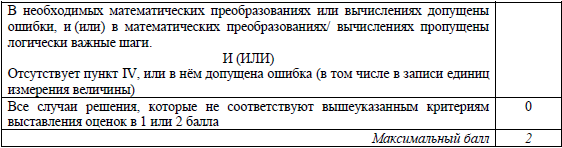 В необходимых математических преобразованиях или вычислениях допущены
ошибки, и (или) в математических преобразованиях/ вычислениях пропущены
логически важные шаги.
И (ИЛИ)
Отсутствует пункт IV, или в нём допущена ошибка (в том числе в записи единиц
измерения величины)
Все случаи решения, которые не соответствуют вышеуказанным критериям 0
выставления оценок в 1 или 2 балла
Максимальный балл 2